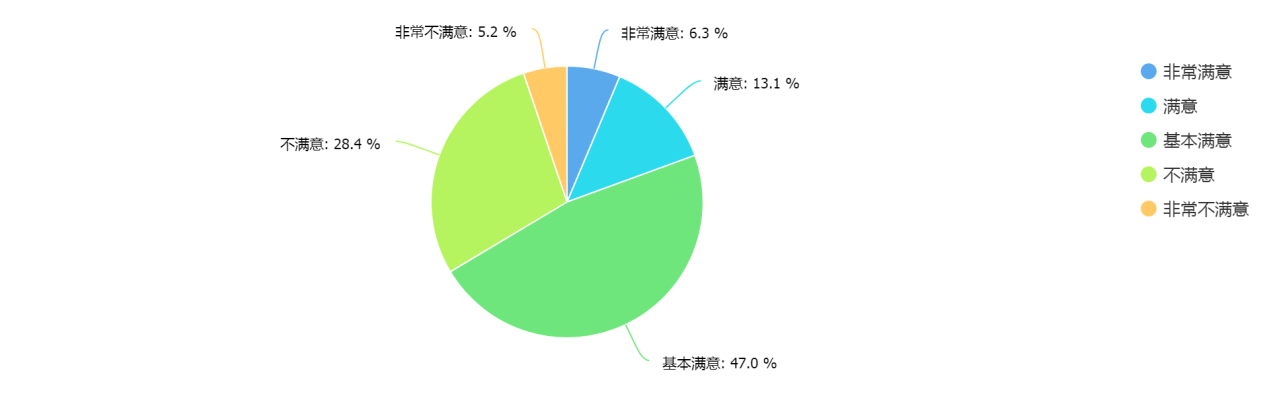 非常不满意: 5.2 %
非常满意: 6.3 %
满意: 13.1 %
不满意: 28.4 %
基本满意: 47.0 %
非常满意
满意
基本满意
不满意
非常不满意